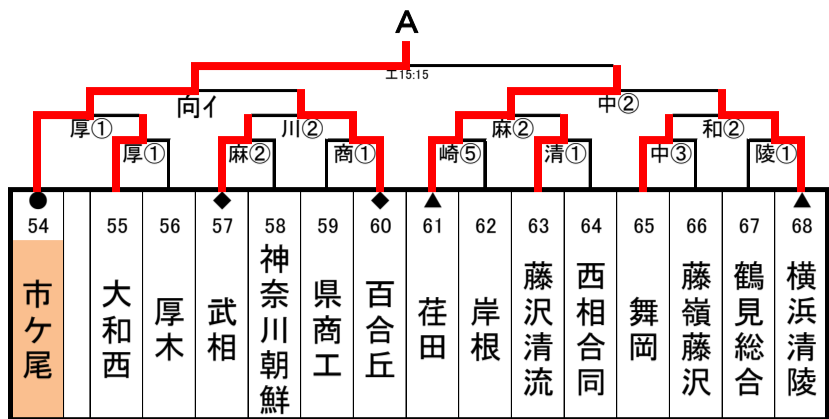 A
工15:15
向イ
中②
厚①
川②
麻②
和②
厚①
麻②
商①
崎⑤
清①
中③
陵①
● ◆ ◆ ▲ ▲
54 55 56 57 58 59 60 61 62 63 64 65 66 67 68
市ケ尾
大和西
厚木
武相
神奈川朝鮮
県商工
百合丘
荏田
岸根
藤沢清流
西相合同
舞岡
藤嶺藤沢
鶴見総合
横浜清陵